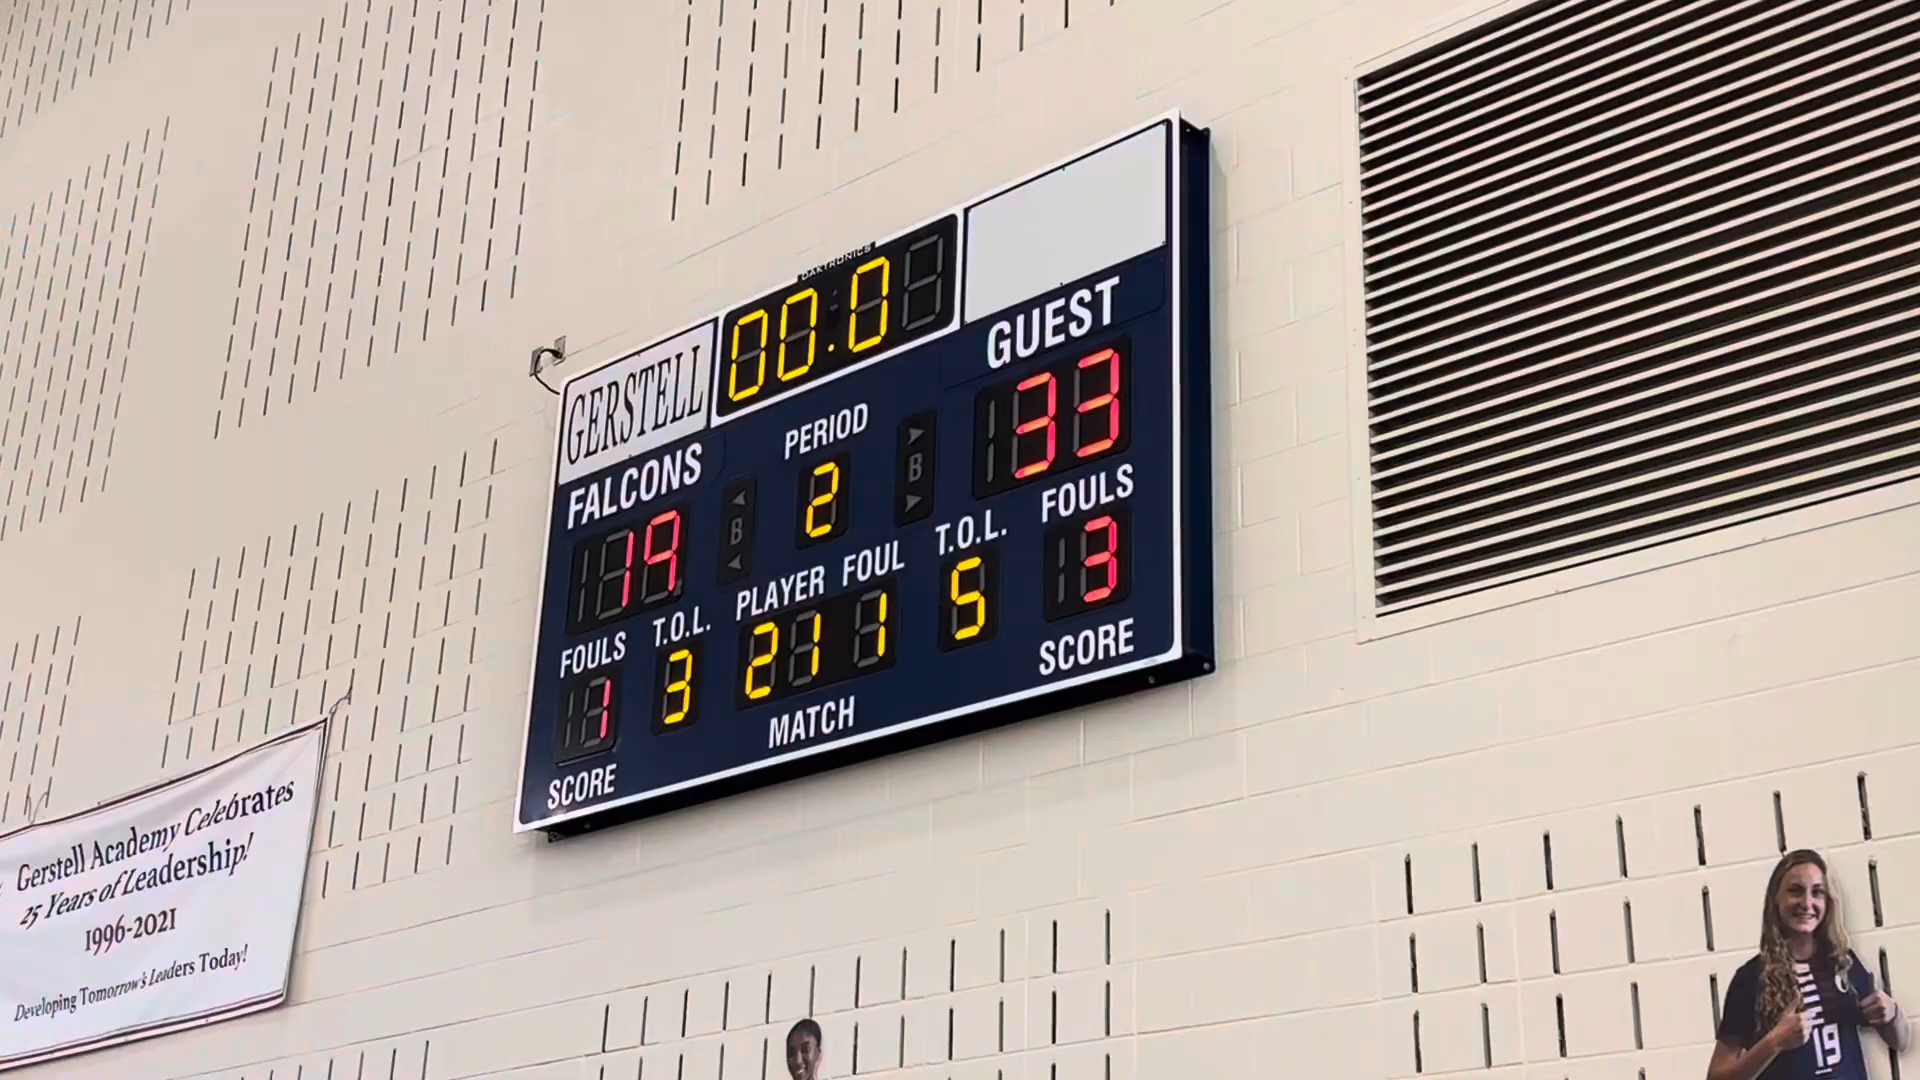 DAKTRONICS
GERSTELL
00.0
GUEST
FALCONS
PERIOD
33
19
B
2
B
FOULS
T.O.L.
PLAYER FOUL
T.O.L.
FOULS
1
3
21 1
5
3
SCORE
MATCH
SCORE
Gerstell Academy Celebrates
25 Years of Leadership!
1996-2021
Developing Tomorrow's Leaders Today!
19